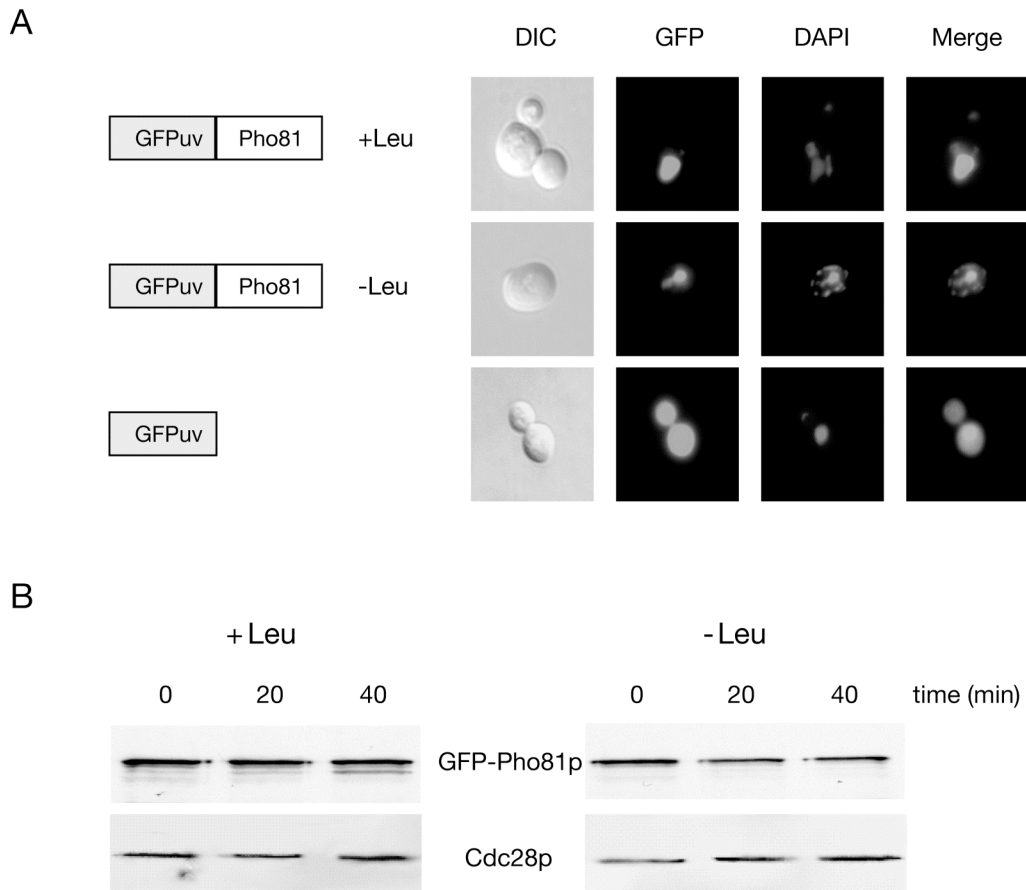 A
DIC GFP DAPI Merge
GFPuv Pho81 +Leu
GFPuv Pho81 -Leu
GFPuv
B
+ Leu - Leu
0 20 40 0 20 40 time (min)
GFP-Pho81p
Cdc28p